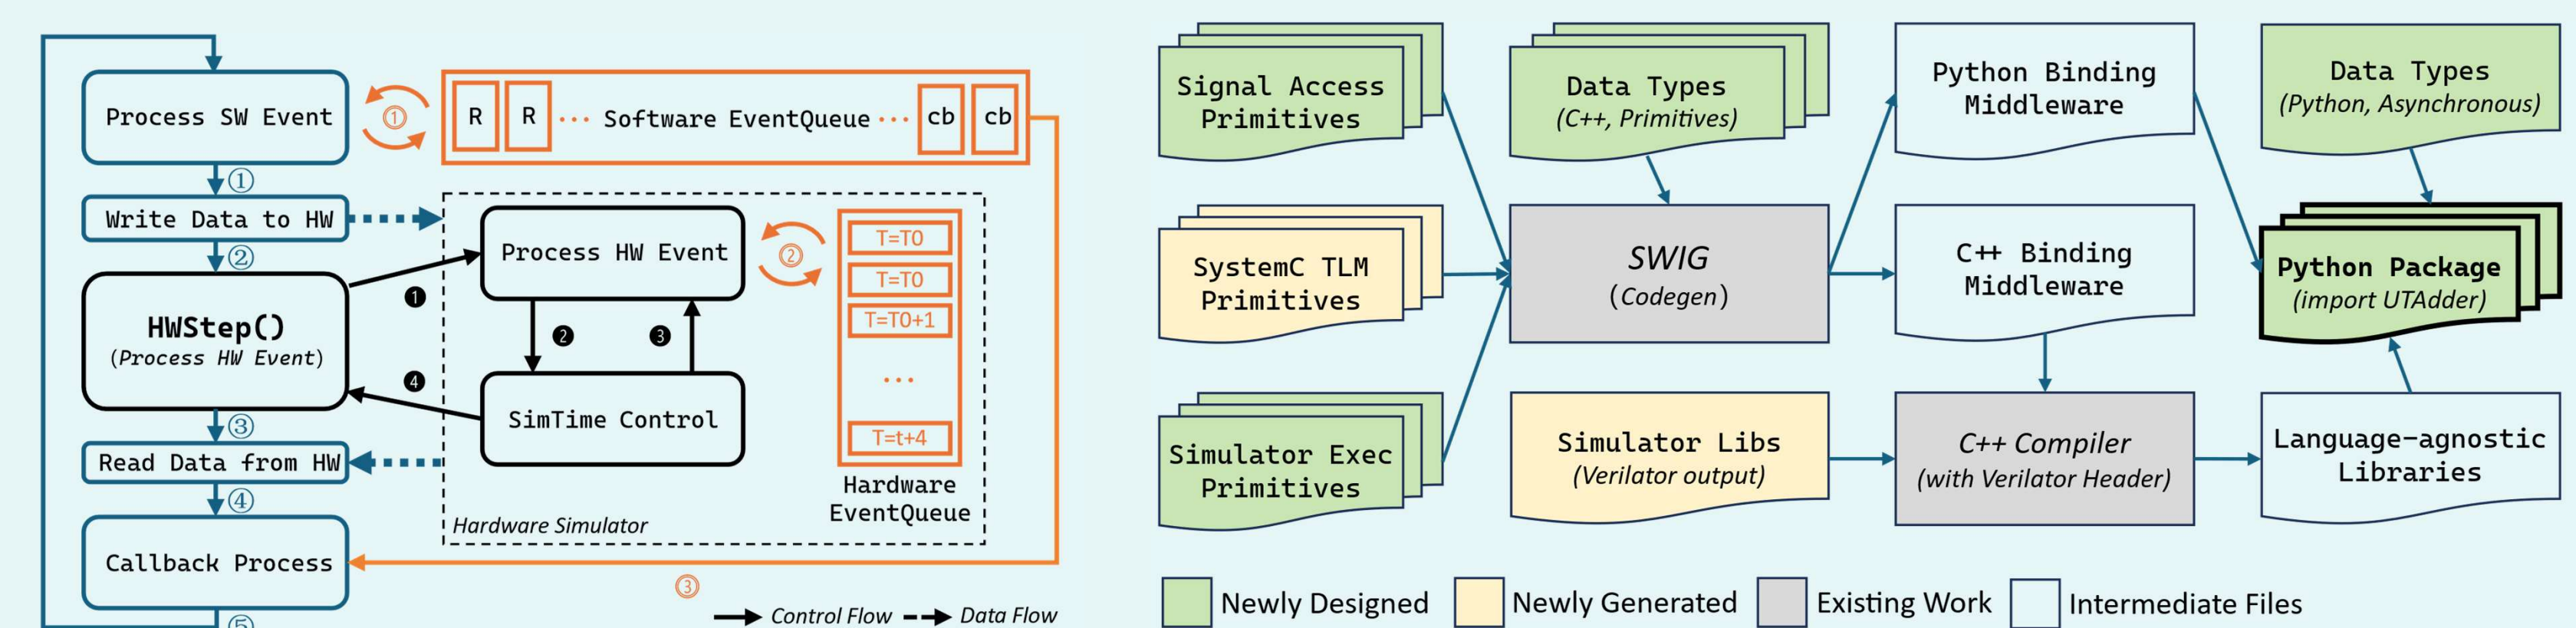 Process SW Event
①
R
R
... Software EventQueue ...
cb
cb
①
Write Data to HW
②
HWStep()
(Process HW Event)
❶
❹
Process HW Event
②
❷
❸
SimTime Control
T=T0
T=T0
T=T0+1
...
T=t+4
Hardware
EventQueue
Hardware Simulator
③
Read Data from HW
④
Callback Process
③
⑤
Control Flow
Data Flow
Signal Access
Primitives
Data Types
(C++, Primitives)
Python Binding
Middleware
Data Types
(Python, Asynchronous)
SystemC TLM
Primitives
SWIG
(Codegen)
C++ Binding
Middleware
Python Package
(import UTAdder)
Simulator Exec
Primitives
Simulator Libs
(Verilator output)
C++ Compiler
(with Verilator Header)
Language-agnostic
Libraries
Newly Designed
Newly Generated
Existing Work
Intermediate Files